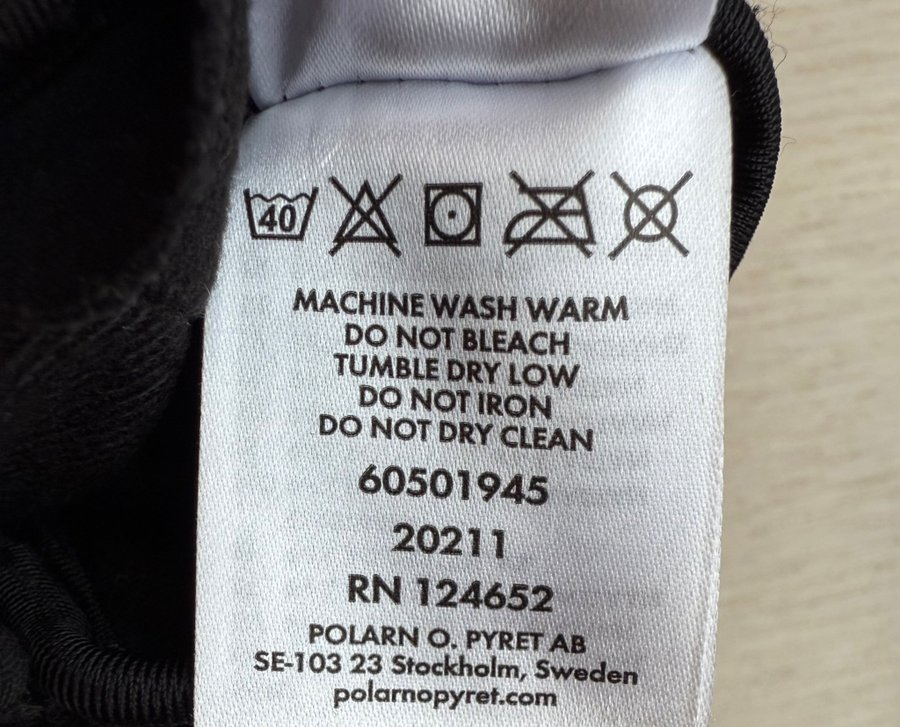 40
MACHINE WASH WARM
DO NOT BLEACH
TUMBLE DRY LOW
DO NOT IRON
DO NOT DRY CLEAN
60501945
20211
RN 124652
POLARN O. PYRET AB
SE-103 23 Stockholm, Sweden
polarnopyret.com